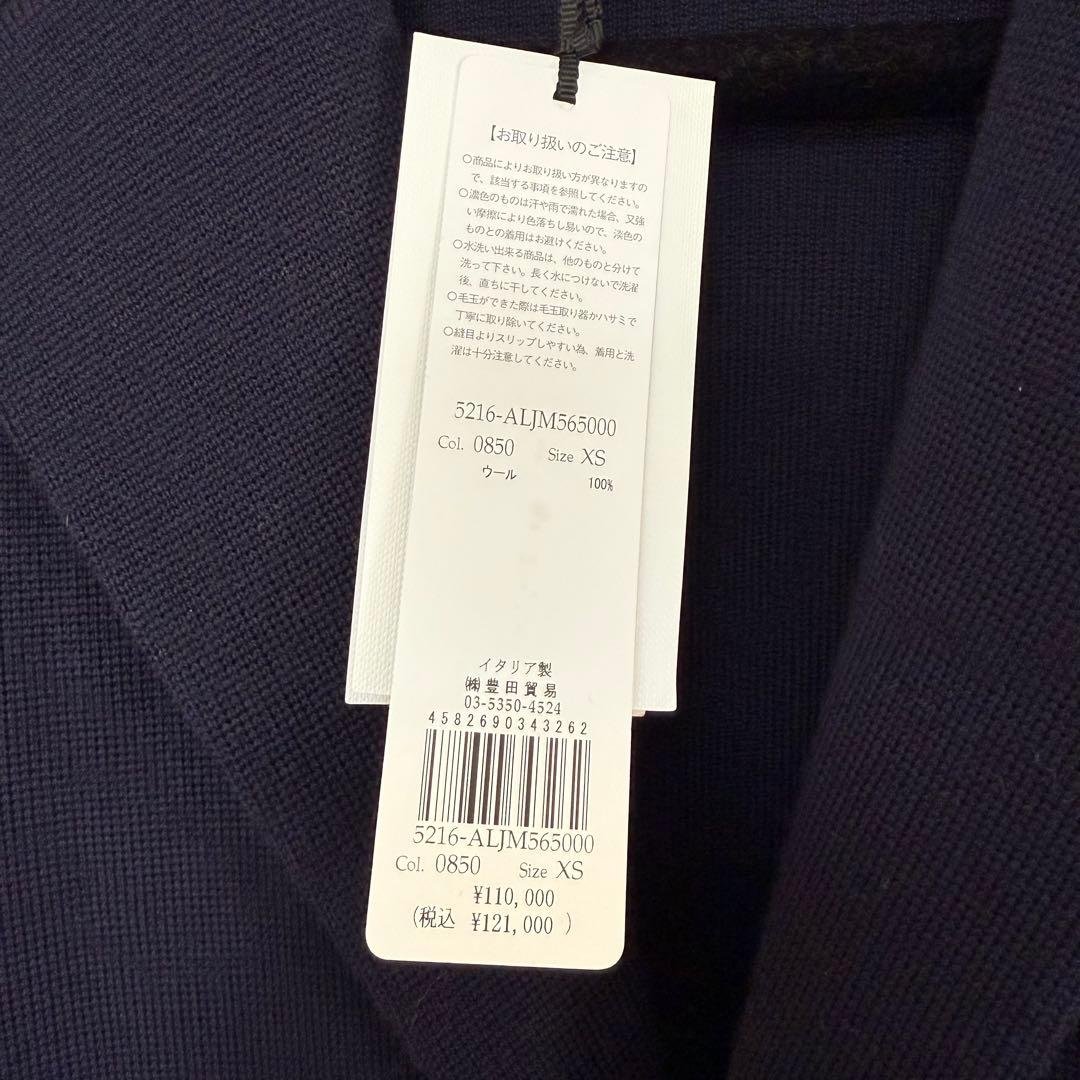 【お取り扱いのご注意】
○商品によりお取り扱い方が異なりますの
で、該当する事項を参照してください。
○濃色のものは汗や雨で濡れた場合、又強
い摩擦により色落ちし易いので、淡色の
ものとの着用はお避けください。
○水洗い出来る商品は、他のものと分けて
洗って下さい。長く水につけないで洗濯
後、直ちに干してください。
○毛玉ができた際は毛玉取り器かハサミで
丁寧に取り除いてください。
○縫目よりスリップしやすい為、着用と洗
濯は十分注意してください。
5216-ALJM565000
Col. 0850 Size XS
ウール 100%
イタリア製
㈱豊田貿易
03-5350-4524
4582690343262
5216-ALJM565000
Col. 0850 Size XS
¥110,000
(税込 ¥121,000 )